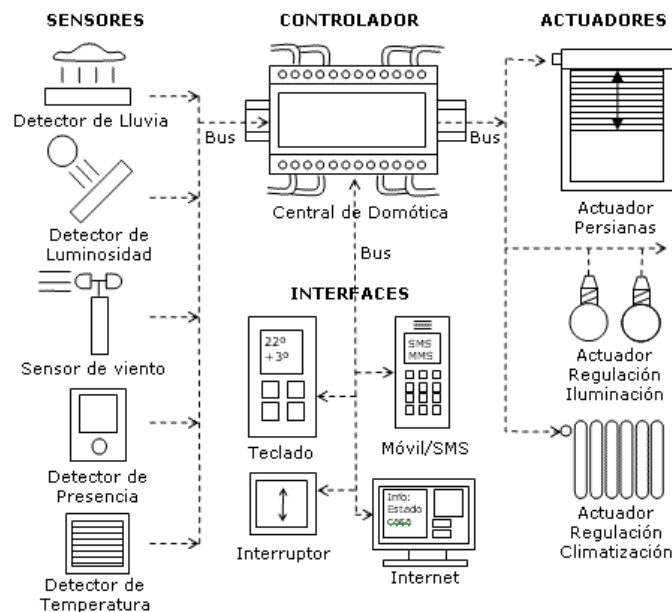 SENSORES
Detector de Lluvia
Detector de
Luminosidad
Sensor de viento
Detector de
Presencia
Detector de
Temperatura
Bus
CONTROLADOR
Central de Domótica
Bus
INTERFACES
22º
+3º
Teclado
SMS
MMS
Móvil/SMS
Interruptor
Info:
Estado
casa
Internet
Bus
ACTUADORES
Actuador
Persianas
Actuador
Regulación
Iluminación
Actuador
Regulación
Climatización